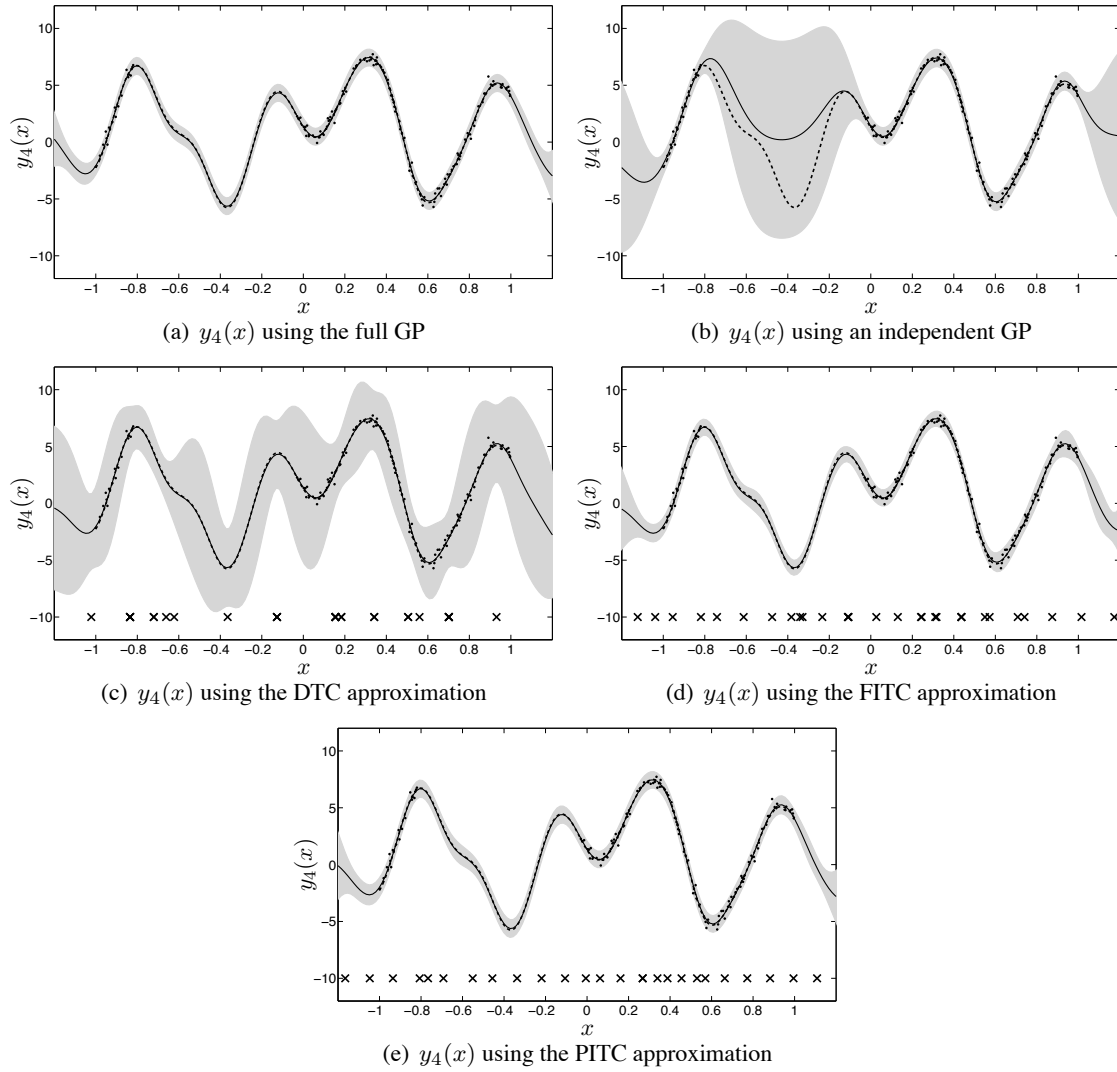 10
5
0
−5
−10
y₄(x)
−1 −0.8 −0.6 −0.4 −0.2 0 0.2 0.4 0.6 0.8 1
x
(a) y₄(x) using the full GP
10
5
0
−5
−10
y₄(x)
−1 −0.8 −0.6 −0.4 −0.2 0 0.2 0.4 0.6 0.8 1
x
(b) y₄(x) using an independent GP
10
5
0
−5
−10
y₄(x)
−1 −0.8 −0.6 −0.4 −0.2 0 0.2 0.4 0.6 0.8 1
x
(c) y₄(x) using the DTC approximation
10
5
0
−5
−10
y₄(x)
−1 −0.8 −0.6 −0.4 −0.2 0 0.2 0.4 0.6 0.8 1
x
(d) y₄(x) using the FITC approximation
10
5
0
−5
−10
y₄(x)
−1 −0.8 −0.6 −0.4 −0.2 0 0.2 0.4 0.6 0.8 1
x
(e) y₄(x) using the PITC approximation